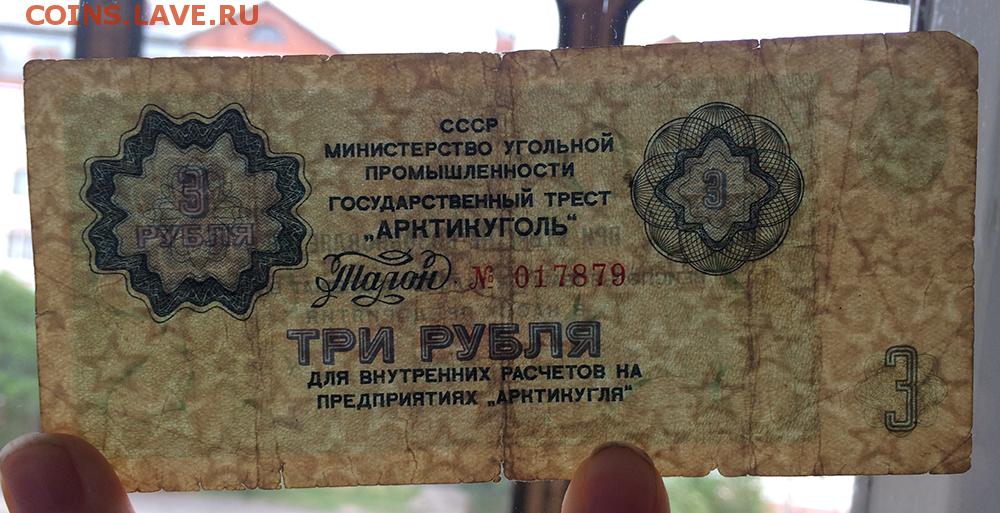 COINS.LAVE.RU
СССР
МИНИСТЕРСТВО УГОЛЬНОЙ
ПРОМЫШЛЕННОСТИ
ГОСУДАРСТВЕННЫЙ ТРЕСТ
„АРКТИКУГОЛЬ“
Талон № 017879
3
РУБЛЯ
3
ТРИ РУБЛЯ
ДЛЯ ВНУТРЕННИХ РАСЧЕТОВ НА
ПРЕДПРИЯТИЯХ „АРКТИКУГЛЯ“
3